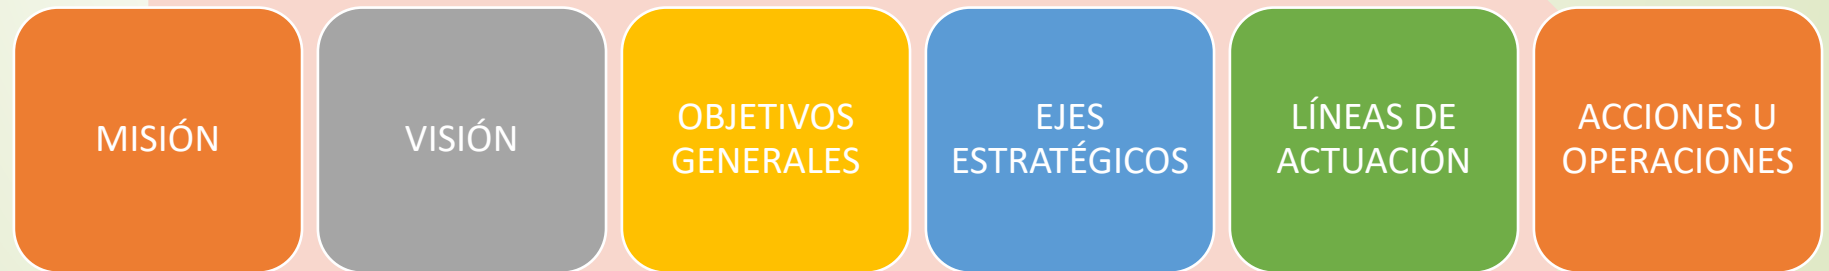 MISIÓN
VISIÓN
OBJETIVOS
GENERALES
EJES
ESTRATÉGICOS
LÍNEAS DE
ACTUACIÓN
ACCIONES U
OPERACIONES